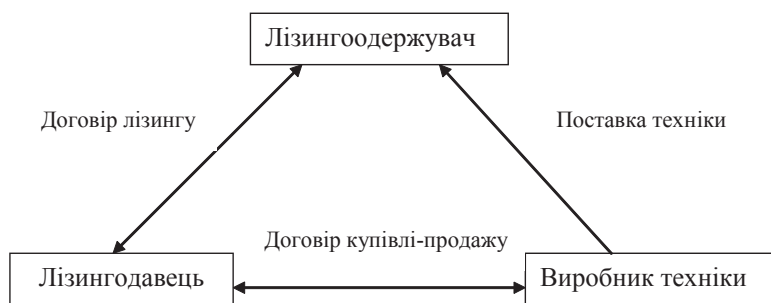 Лізингоодержувач
Договір лізингу
Поставка техніки
Договір купівлі-продажу
Лізингодавець
Виробник техніки